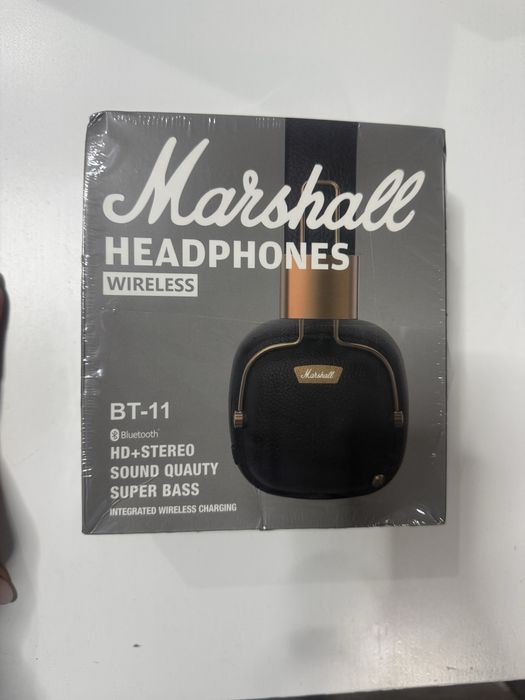 Marshall
HEADPHONES
WIRELESS
Marshall
BT-11
Bluetooth
HD+STEREO
SOUND QUAUTY
SUPER BASS
INTEGRATED WIRELESS CHARGING